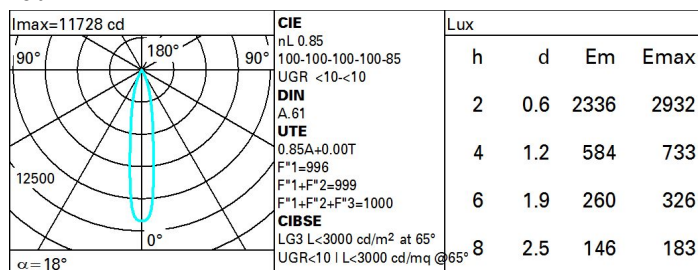 Imax=11728 cd
90°
180°
90°
12500
0°
α=18°
CIE
nL 0.85
100-100-100-100-85
UGR <10-<10
DIN
A.61
UTE
0.85A+0.00T
F"1=996
F"1+F"2=999
F"1+F"2+F"3=1000
CIBSE
LG3 L<3000 cd/m² at 65°
UGR<10 | L<3000 cd/mq @65°
Lux
h d Em Emax
2 0.6 2336 2932
4 1.2 584 733
6 1.9 260 326
8 2.5 146 183